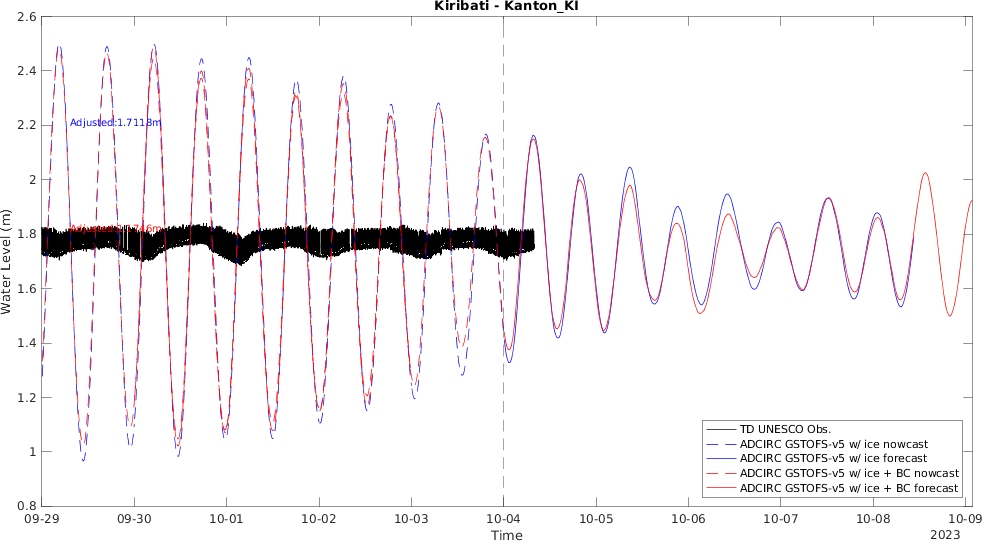 Kiribati - Kanton_KI
2.6
2.4
2.2
2
1.8
1.6
1.4
1.2
1
0.8
Water Level (m)
Adjusted:1.7118m
TD UNESCO Obs.
ADCIRC GSTOFS-v5 w/ ice nowcast
ADCIRC GSTOFS-v5 w/ ice forecast
ADCIRC GSTOFS-v5 w/ ice + BC nowcast
ADCIRC GSTOFS-v5 w/ ice + BC forecast
09-29 09-30 10-01 10-02 10-03 10-04 10-05 10-06 10-07 10-08 10-09
Time
2023